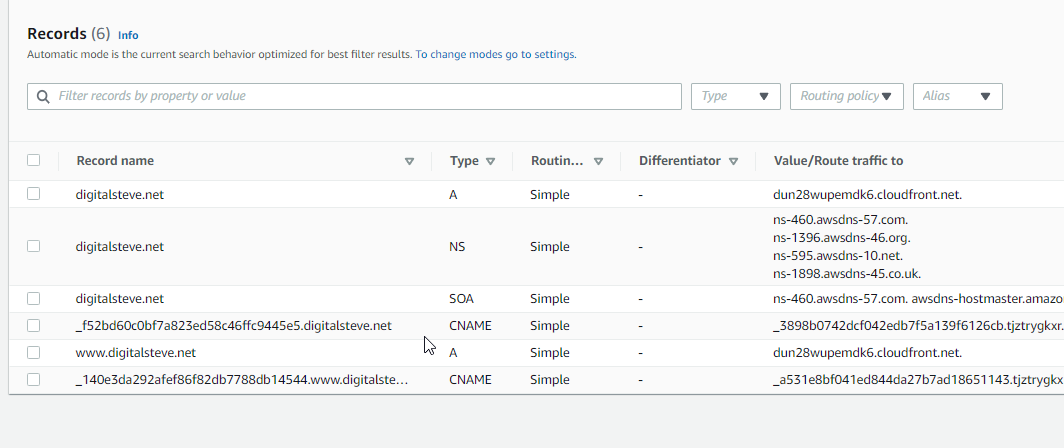 Records (6) Info
Automatic mode is the current search behavior optimized for best filter results. To change modes go to settings.
Filter records by property or value Type Routing policy Alias
Record name Type Routin... Differentiator Value/Route traffic to
digitalsteve.net A Simple - dun28wupemdk6.cloudfront.net.
digitalsteve.net NS Simple - ns-460.awsdns-57.com.
ns-1396.awsdns-46.org.
ns-595.awsdns-10.net.
ns-1898.awsdns-45.co.uk.
digitalsteve.net SOA Simple - ns-460.awsdns-57.com. awsdns-hostmaster.amazo
_f52bd60c0bf7a823ed58c46ffc9445e5.digitalsteve.net CNAME Simple - _3898b0742dcf042edb7f5a139f6126cb.tjztrygkxr.
www.digitalsteve.net A Simple - dun28wupemdk6.cloudfront.net.
_140e3da292afef86f82db7788db14544.www.digitalste... CNAME Simple - _a531e8bf041ed844da27b7ad18651143.tjztrygkx